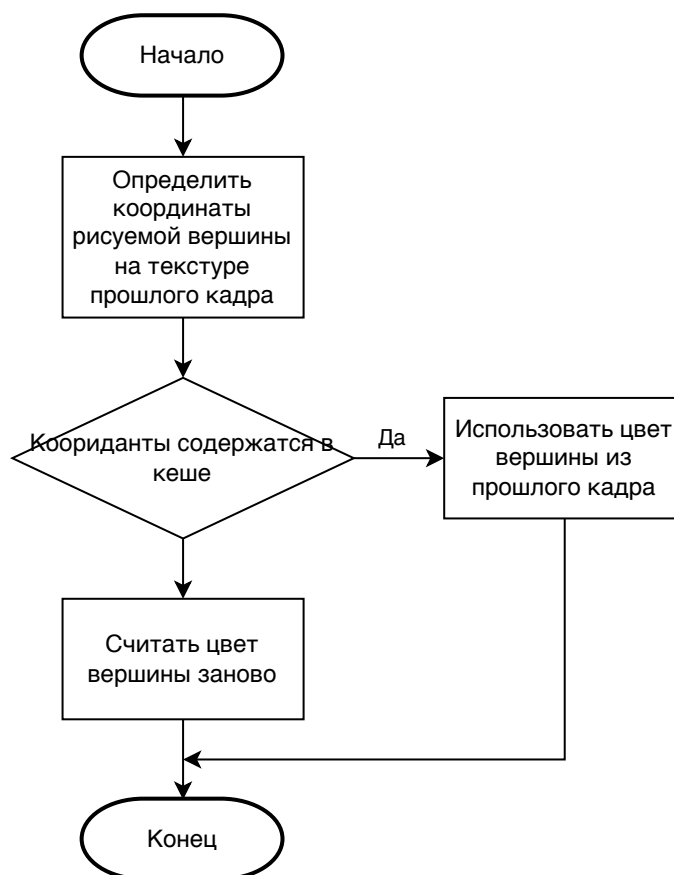 Начало
Определить
координаты
рисуемой вершины
на текстуре
прошлого кадра
Коориданты содержатся в
кеше
Да
Использовать цвет
вершины из
прошлого кадра
Считать цвет
вершины заново
Конец